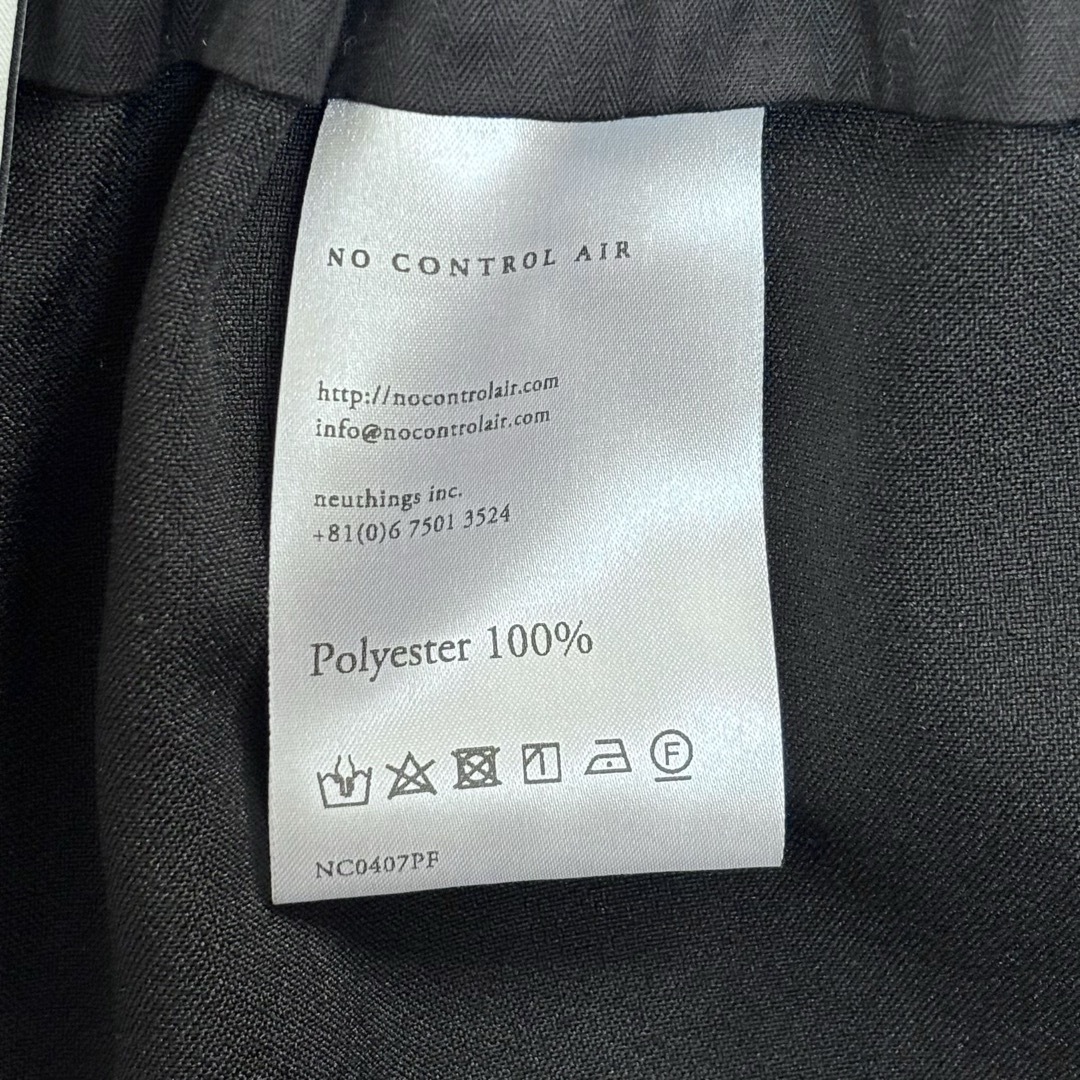 NO CONTROL AIR
http://nocontrolair.com
info@nocontrolair.com
neuthings inc.
+81(0)6 7501 3524
Polyester 100%
F
NC0407PF